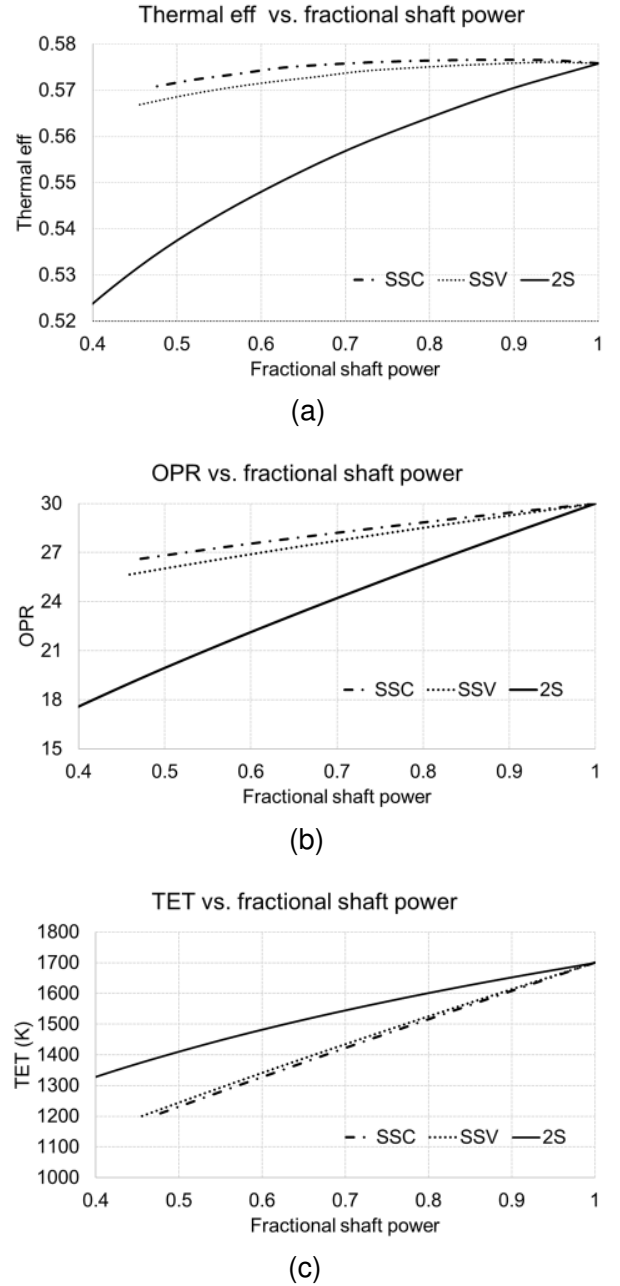 Thermal eff vs. fractional shaft power
0.58
0.57
0.56
0.55
0.54
0.53
0.52
Thermal eff
SSC SSV 2S
0.4 0.5 0.6 0.7 0.8 0.9 1
Fractional shaft power
(a)
OPR vs. fractional shaft power
30
27
24
21
18
15
OPR
SSC SSV 2S
0.4 0.5 0.6 0.7 0.8 0.9 1
Fractional shaft power
(b)
TET vs. fractional shaft power
1800
1700
1600
1500
1400
1300
1200
1100
1000
TET (K)
SSC SSV 2S
0.4 0.5 0.6 0.7 0.8 0.9 1
Fractional shaft power
(c)